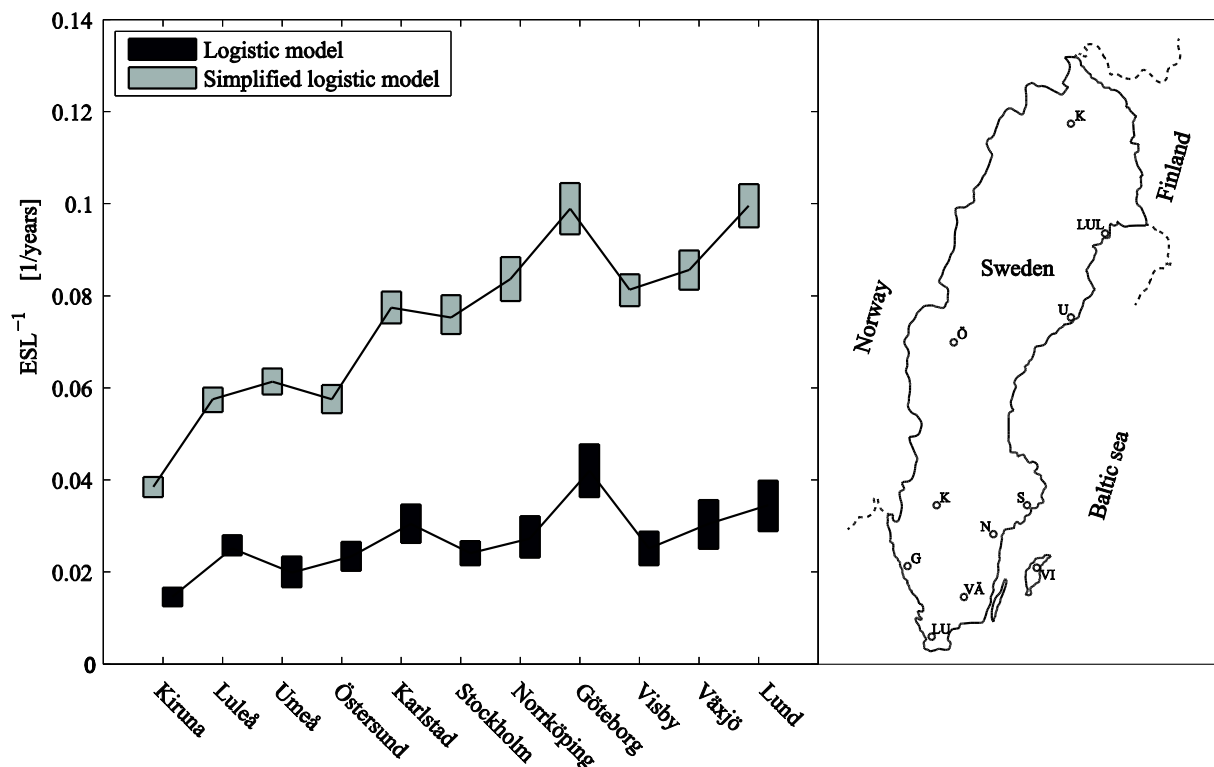 0.14
0.12
0.1
0.08
0.06
0.04
0.02
0
ESL⁻¹ [1/years]
Logistic model
Simplified logistic model
Kiruna
Luleå
Umeå
Östersund
Karlstad
Stockholm
Norrköping
Göteborg
Visby
Växjö
Lund
K
Finland
LUL
Sweden
Norway
U
Ö
Baltic sea
K
S
N
G
VI
VÄ
LU